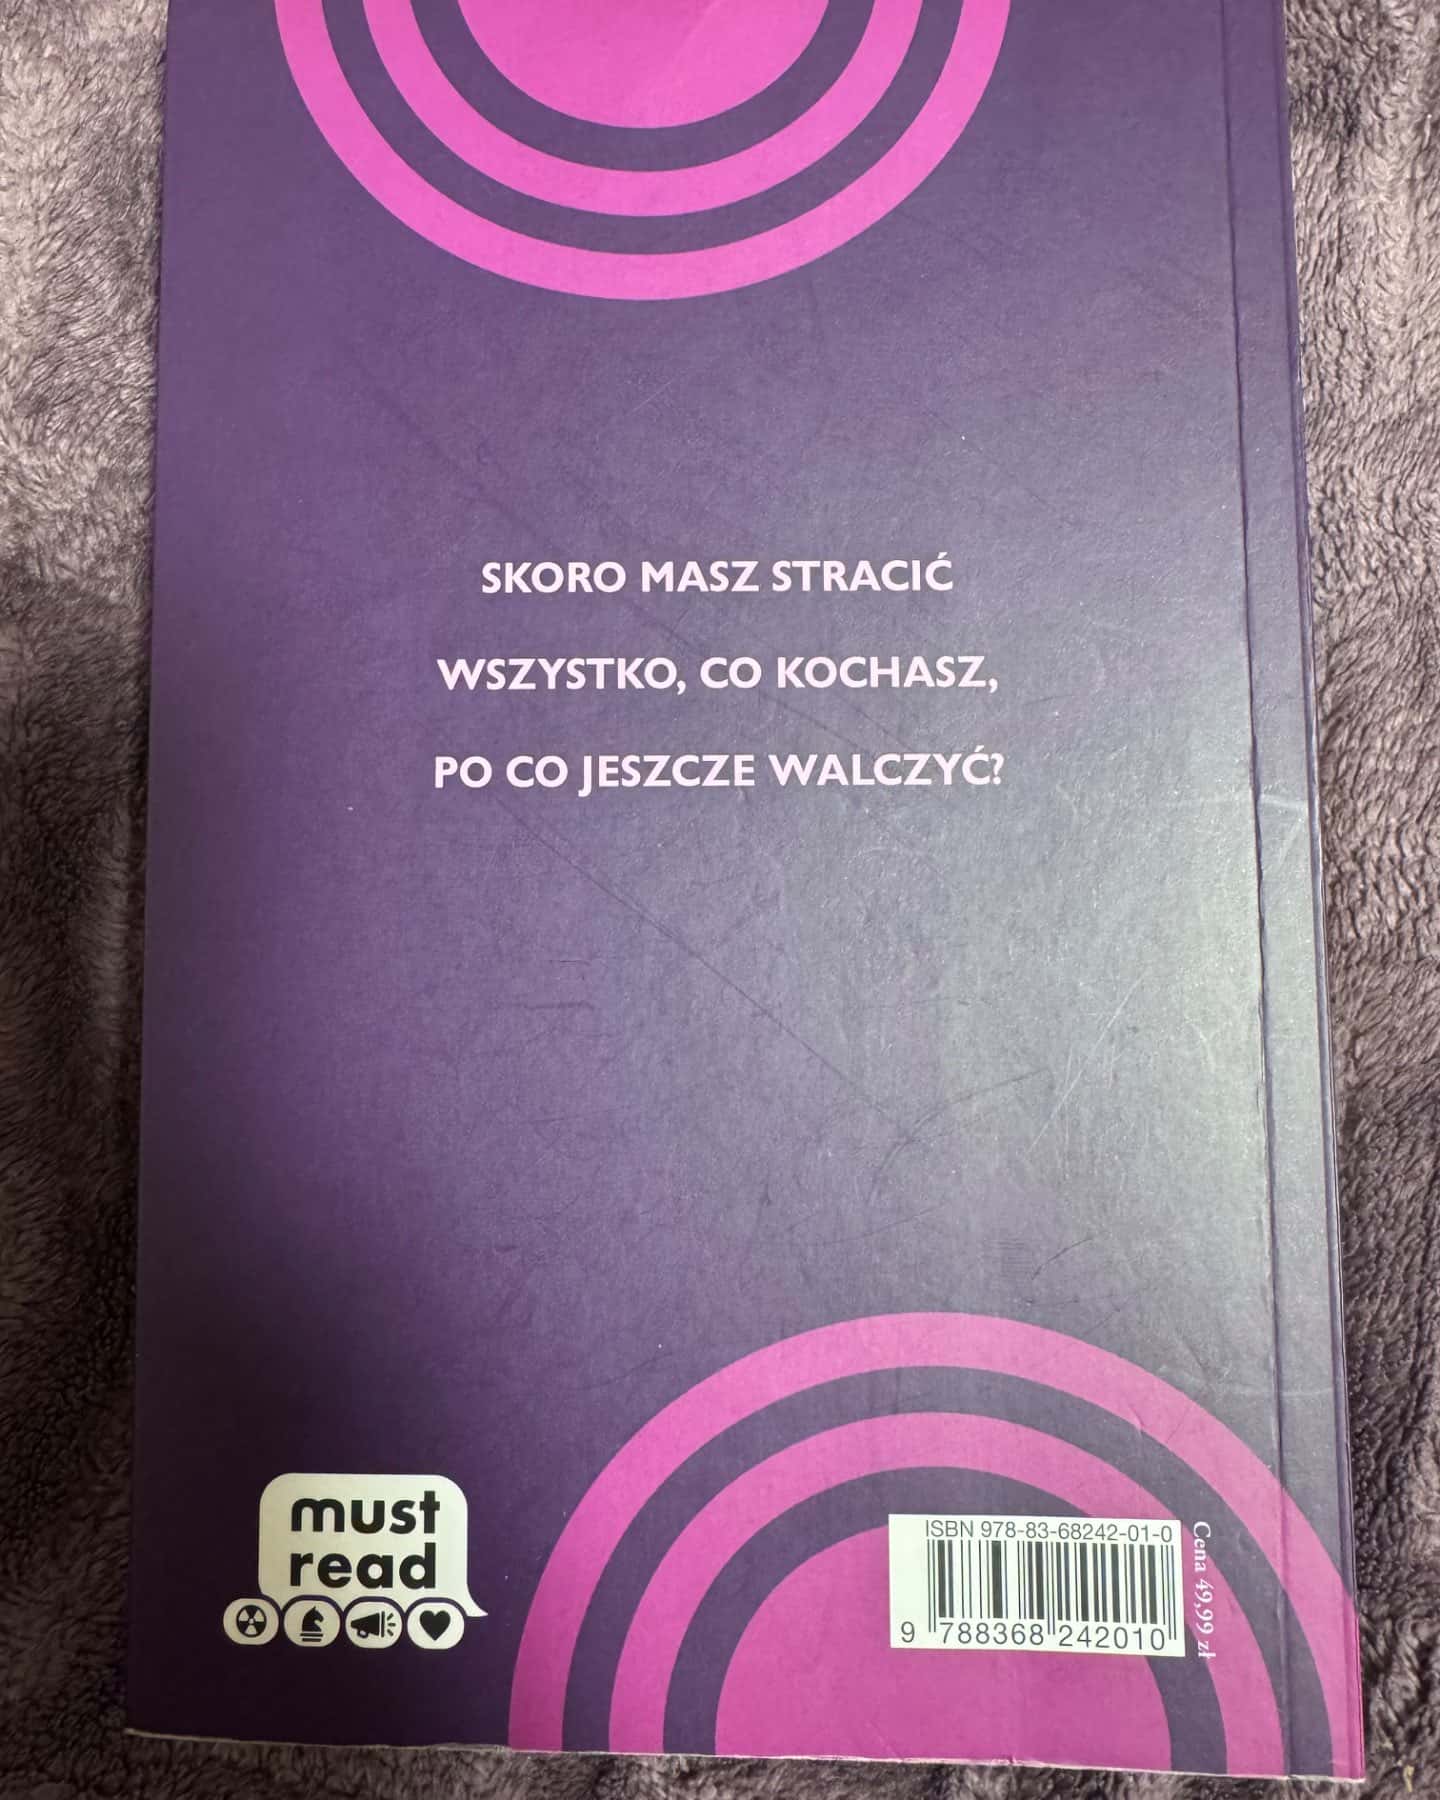 SKORO MASZ STRACIĆ
WSZYSTKO, CO KOCHASZ,
PO CO JESZCZE WALCZYĆ?
must
read
ISBN 978-83-68242-01-0
9 788368 242010
Cena 49,99 zł